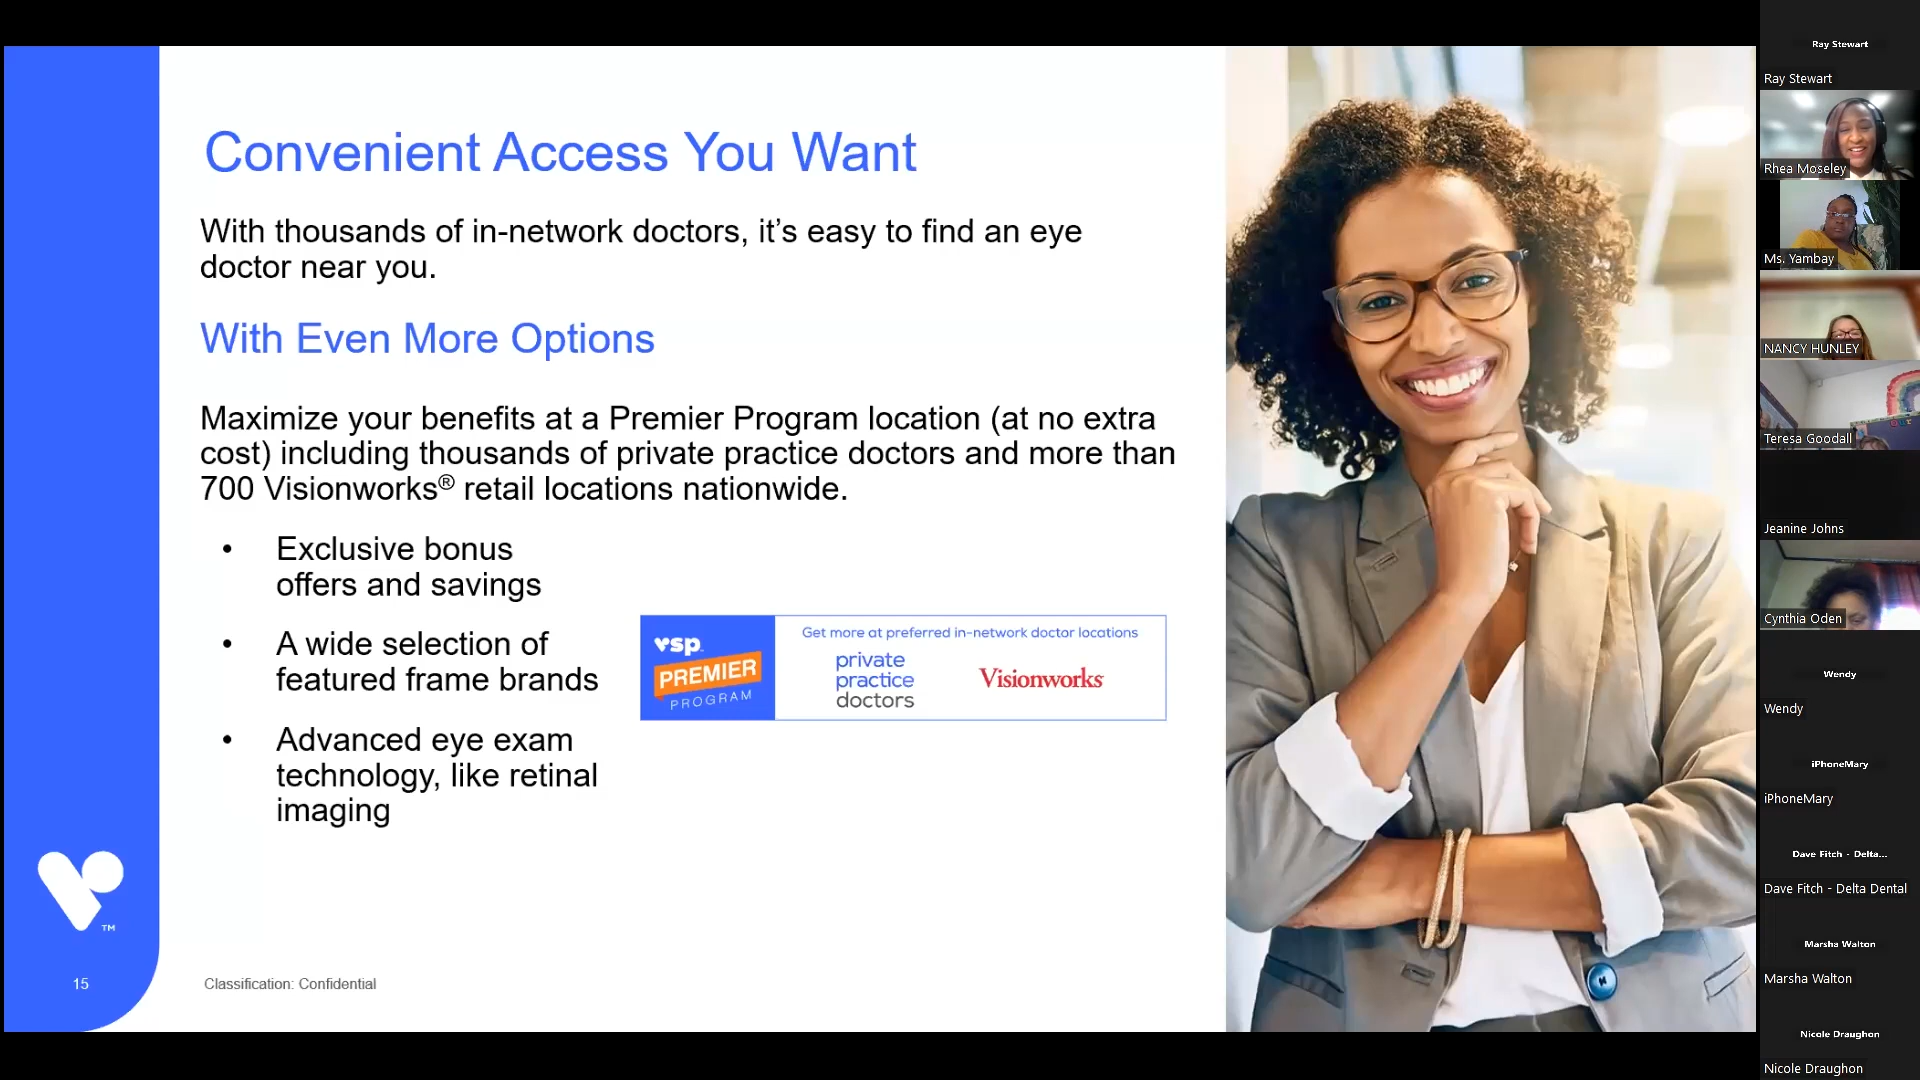 Convenient Access You Want
With thousands of in-network doctors, it’s easy to find an eye
doctor near you.
With Even More Options
Maximize your benefits at a Premier Program location (at no extra
cost) including thousands of private practice doctors and more than
700 Visionworks® retail locations nationwide.
• Exclusive bonus
offers and savings
• A wide selection of
featured frame brands
• Advanced eye exam
technology, like retinal
imaging
vsp
PREMIER
PROGRAM
Get more at preferred in-network doctor locations
private
practice
doctors
Visionworks
TM
15
Classification: Confidential
Ray Stewart
Ray Stewart
Rhea Moseley
Ms. Yambay
NANCY HUNLEY
Teresa Goodall
Jeanine Johns
Cynthia Oden
Wendy
Wendy
iPhoneMary
iPhoneMary
Dave Fitch - Delta...
Dave Fitch - Delta Dental
Marsha Walton
Marsha Walton
Nicole Draughon
Nicole Draughon